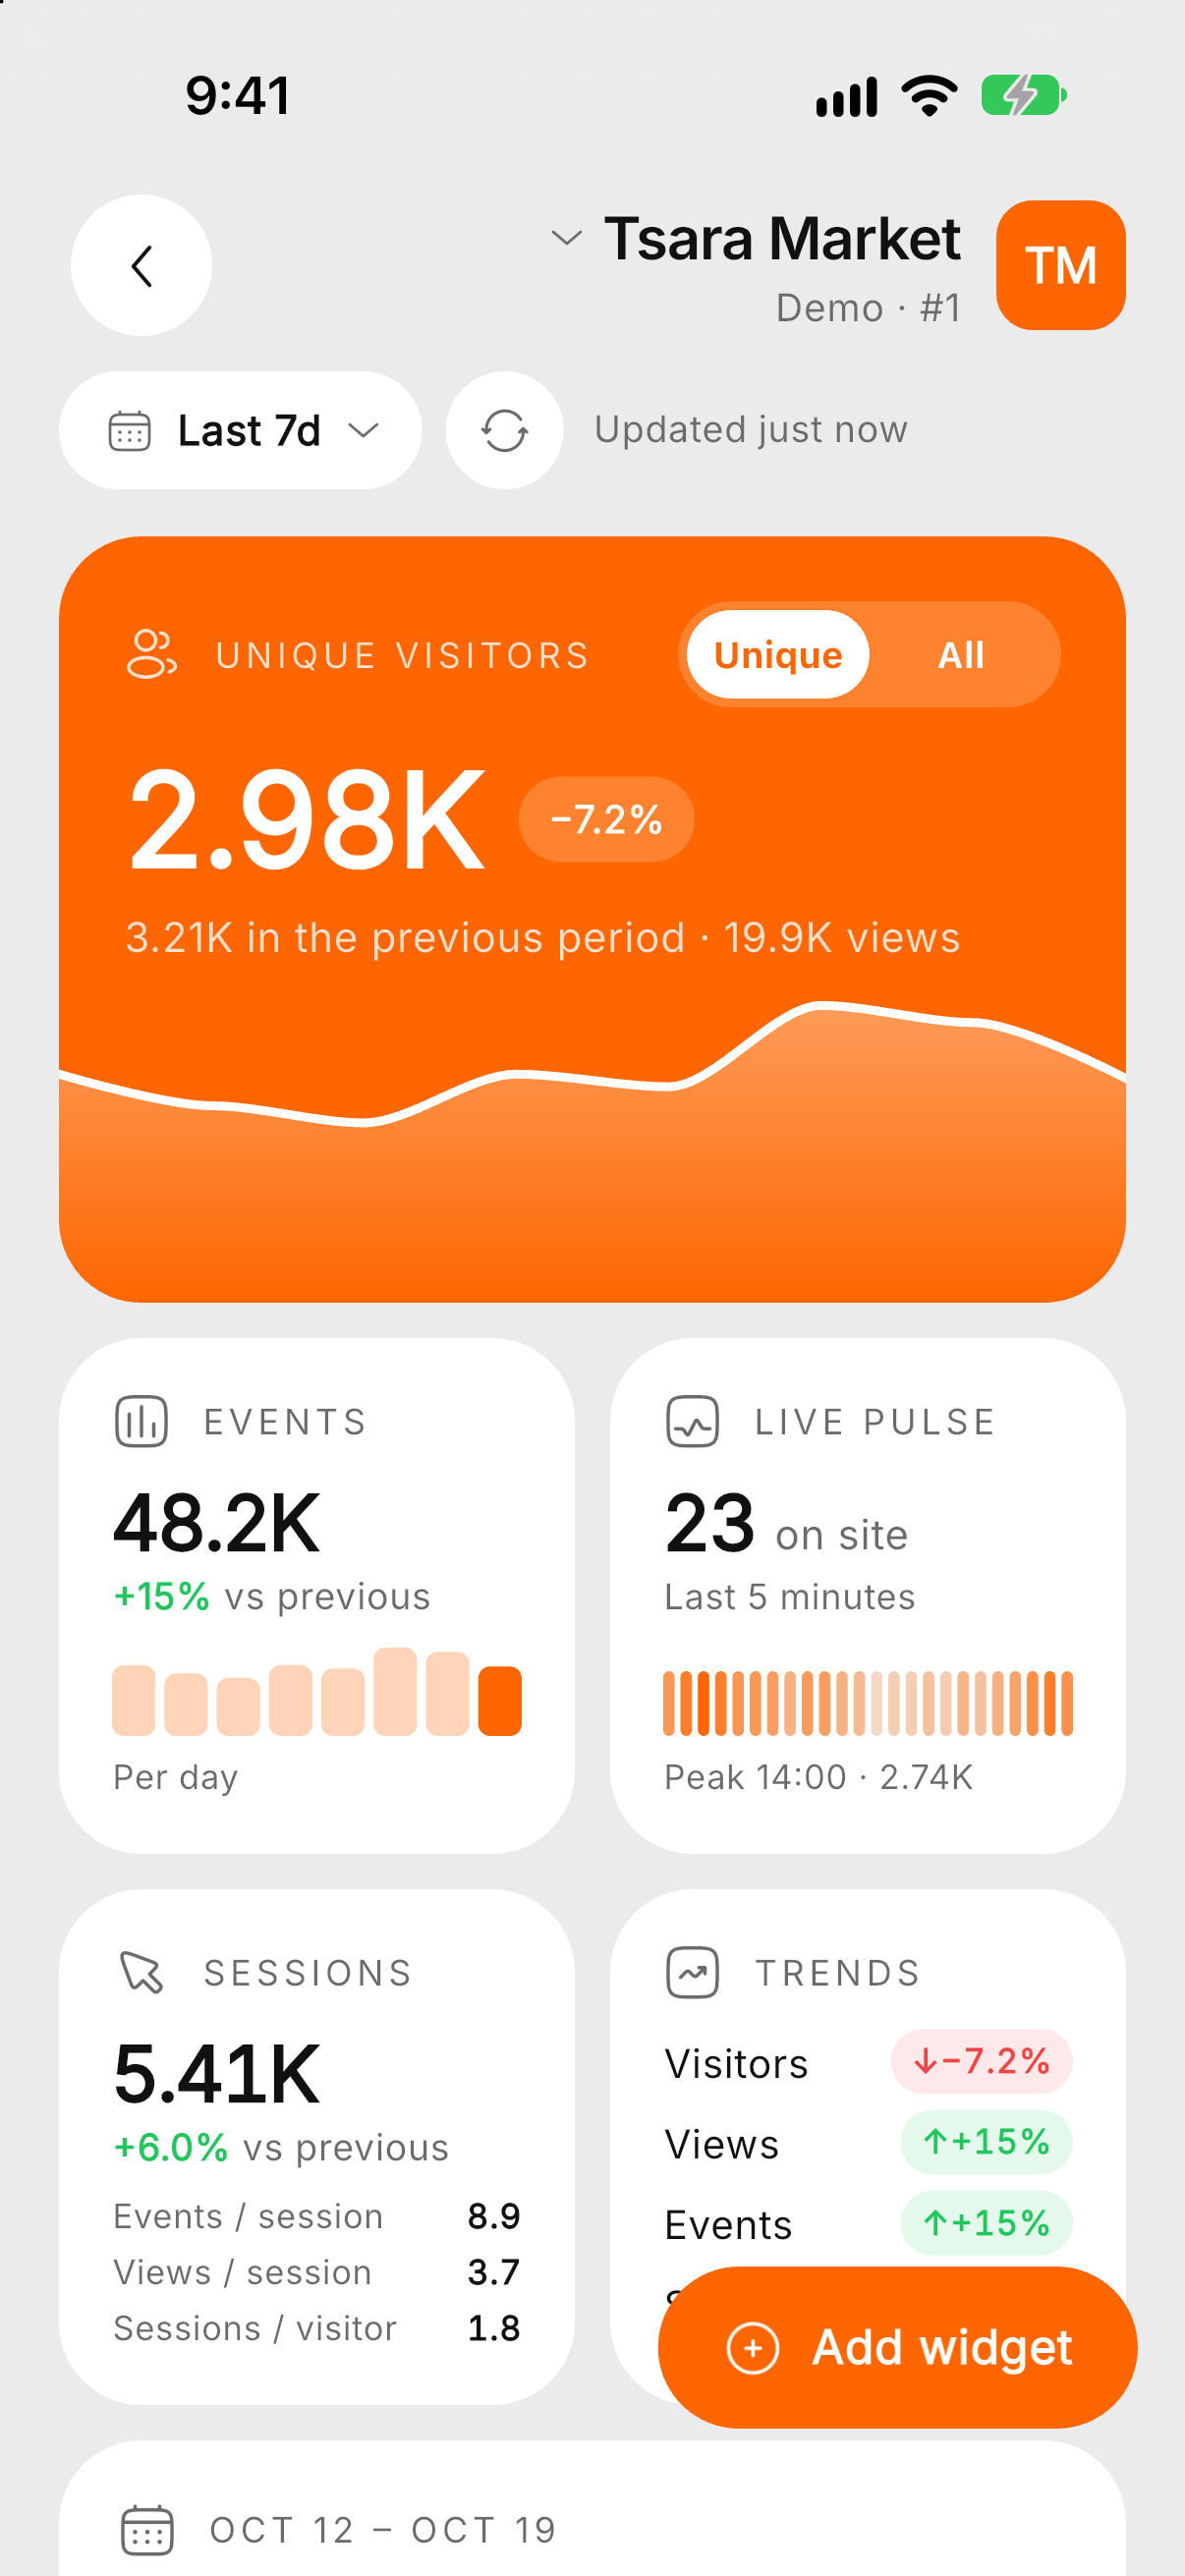 9:41
Tsara Market
Demo · #1
TM
Last 7d
Updated just now
UNIQUE VISITORS
Unique
All
2.98K
−7.2%
3.21K in the previous period · 19.9K views
EVENTS
48.2K
+15% vs previous
Per day
LIVE PULSE
23 on site
Last 5 minutes
Peak 14:00 · 2.74K
SESSIONS
5.41K
+6.0% vs previous
Events / session 8.9
Views / session 3.7
Sessions / visitor 1.8
TRENDS
Visitors ↓−7.2%
Views ↑+15%
Events ↑+15%
Add widget
OCT 12 – OCT 19